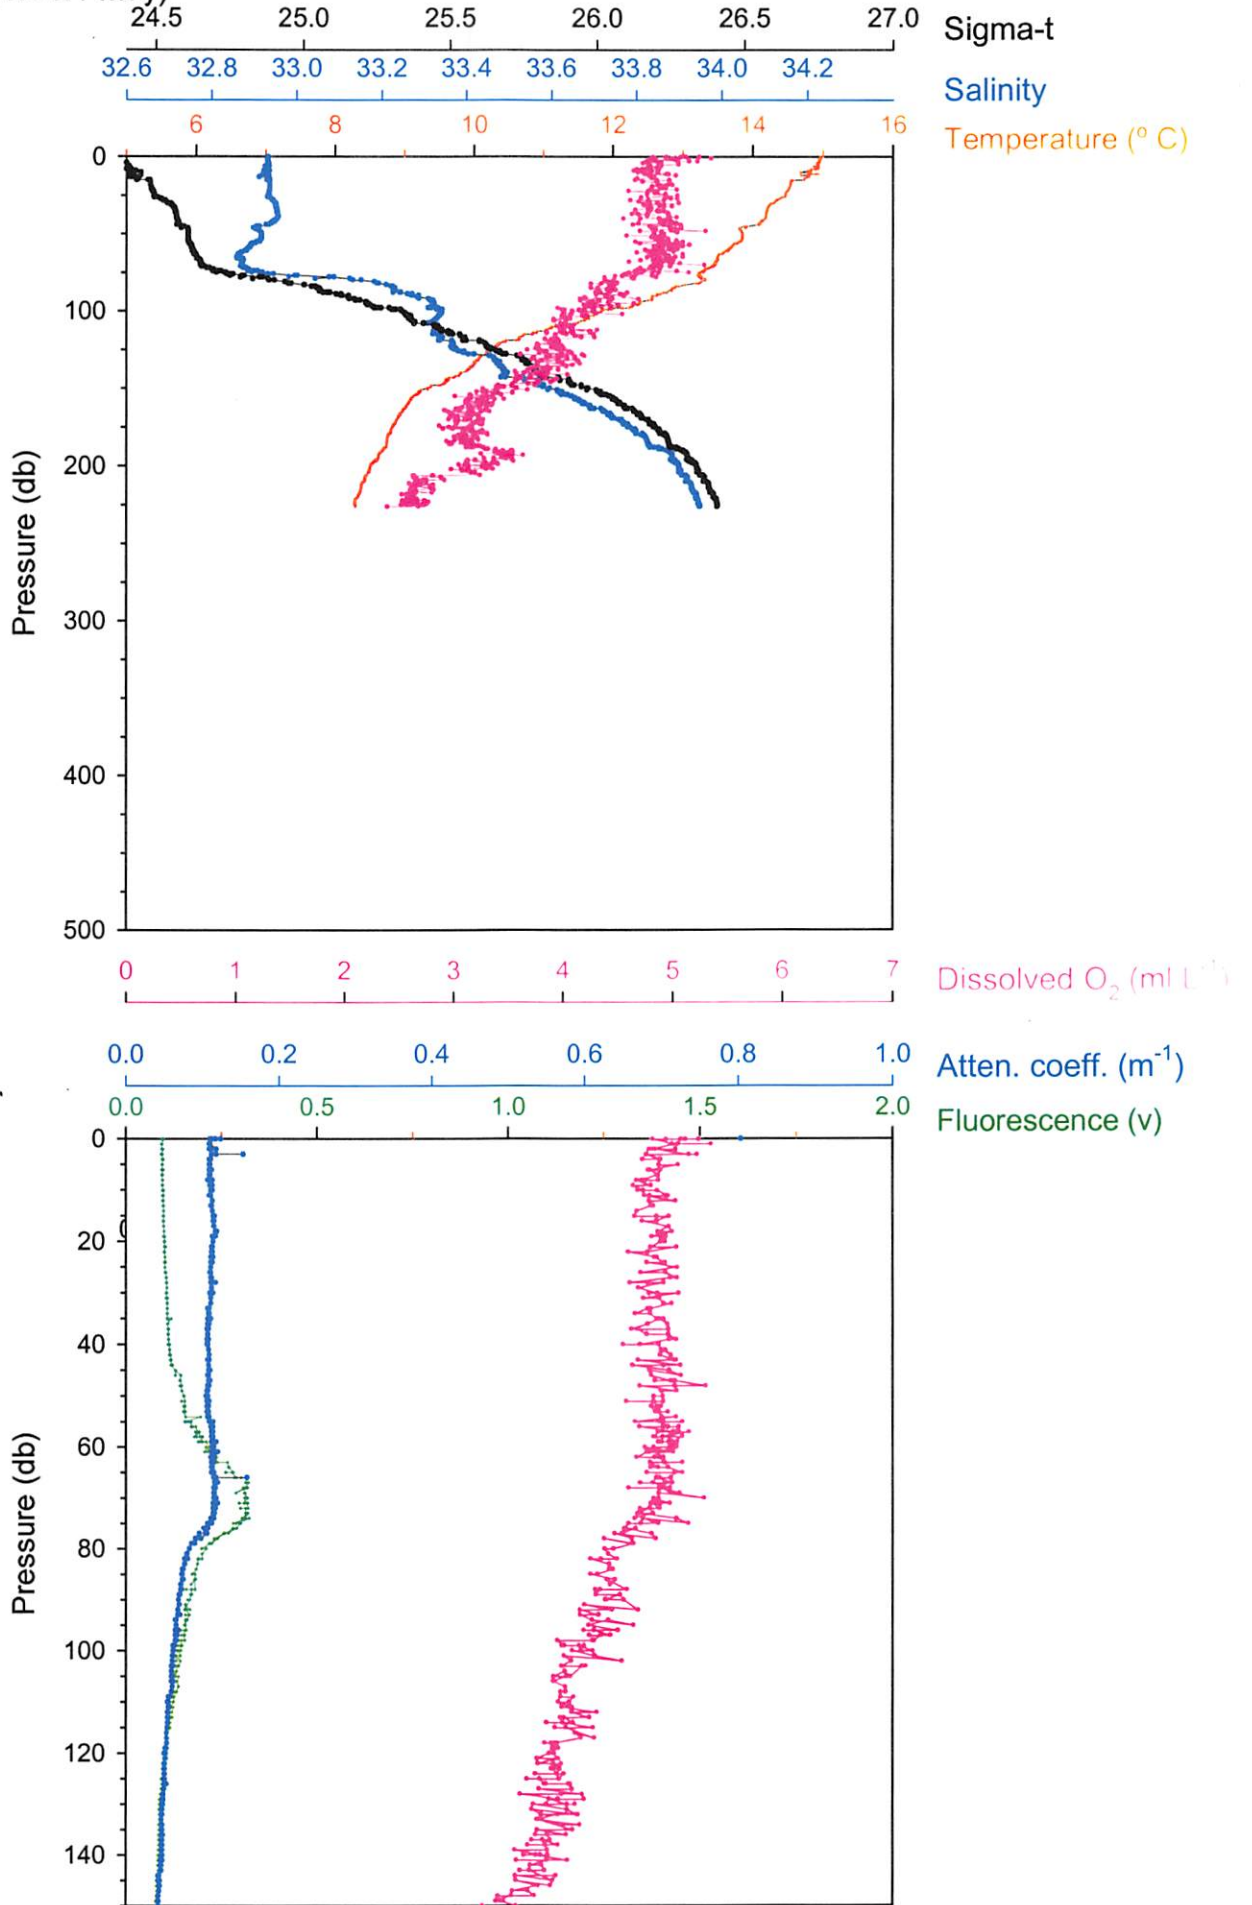 24.5 25.0 25.5 26.0 26.5 27.0 Sigma-t
32.6 32.8 33.0 33.2 33.4 33.6 33.8 34.0 34.2 Salinity
6 8 10 12 14 16 Temperature (° C)
0
100
200
300
400
500
Pressure (db)
0 1 2 3 4 5 6 7 Dissolved O₂ (ml L
0.0 0.2 0.4 0.6 0.8 1.0 Atten. coeff. (m⁻¹)
0.0 0.5 1.0 1.5 2.0 Fluorescence (v)
0
20
40
60
80
100
120
140
Pressure (db)